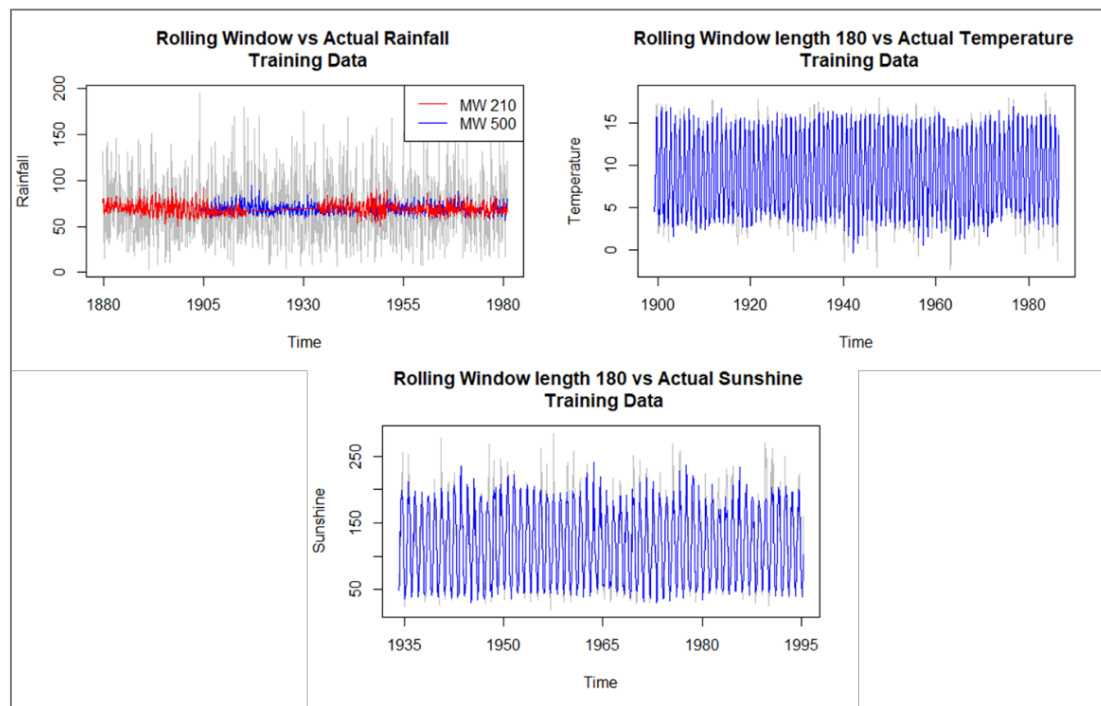 Rolling Window vs Actual Rainfall
Training Data
Rainfall
200
150
100
50
0
MW 210
MW 500
1880 1905 1930 1955 1980
Time
Rolling Window length 180 vs Actual Temperature
Training Data
Temperature
15
10
5
0
1900 1920 1940 1960 1980
Time
Rolling Window length 180 vs Actual Sunshine
Training Data
Sunshine
250
150
50
1935 1950 1965 1980 1995
Time